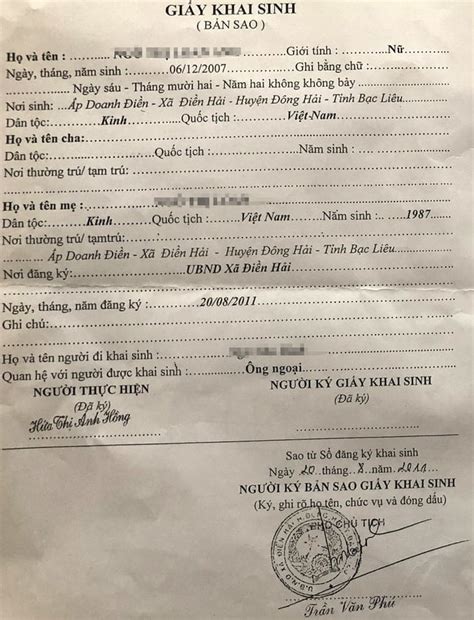 GIẤY KHAI SINH
( BẢN SAO )
Họ và tên : Giới tính : Nữ
Ngày, tháng, năm sinh : 06/12/2007 Ghi bằng chữ :
Ngày sáu - Tháng mười hai - Năm hai không không bảy
Nơi sinh: Ấp Doanh Điền - Xã Điền Hải - Huyện Đông Hải - Tỉnh Bạc Liêu
Dân tộc: Kinh Quốc tịch : Việt Nam
Họ và tên cha:
Dân tộc: Quốc tịch : Năm sinh :
Nơi thường trú/ tạm trú:
Họ và tên mẹ :
Dân tộc: Kinh Quốc tịch : Việt Nam Năm sinh : 1987
Nơi thường trú/ tạmtrú:
Ấp Doanh Điền - Xã Điền Hải - Huyện Đông Hải - Tỉnh Bạc Liêu
Nơi đăng ký: UBND Xã Điền Hải
Ngày, tháng, năm đăng ký : 20/08/2011
Ghi chú:
Họ và tên người đi khai sinh :
Quan hệ với người được khai sinh : Ông ngoại
NGƯỜI THỰC HIỆN NGƯỜI KÝ GIẤY KHAI SINH
(Đã ký) (Đã ký)
Hứa Thị Ánh Hồng
Sao từ Sổ đăng ký khai sinh
Ngày 20 tháng 8 năm 2011
NGƯỜI KÝ BẢN SAO GIẤY KHAI SINH
(Ký, ghi rõ họ tên, chức vụ và đóng dấu)
PHÓ CHỦ TỊCH
U.B.N.D XÃ ĐIỀN HẢI
Trần Văn Phú